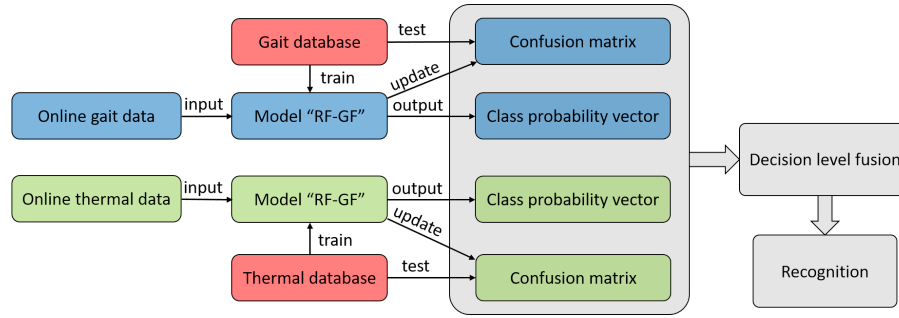 Gait database
test
Confusion matrix
train
update
Online gait data
input
Model “RF-GF”
output
Class probability vector
Decision level fusion
Online thermal data
input
Model “RF-GF”
output
Class probability vector
train
update
Thermal database
test
Confusion matrix
Recognition